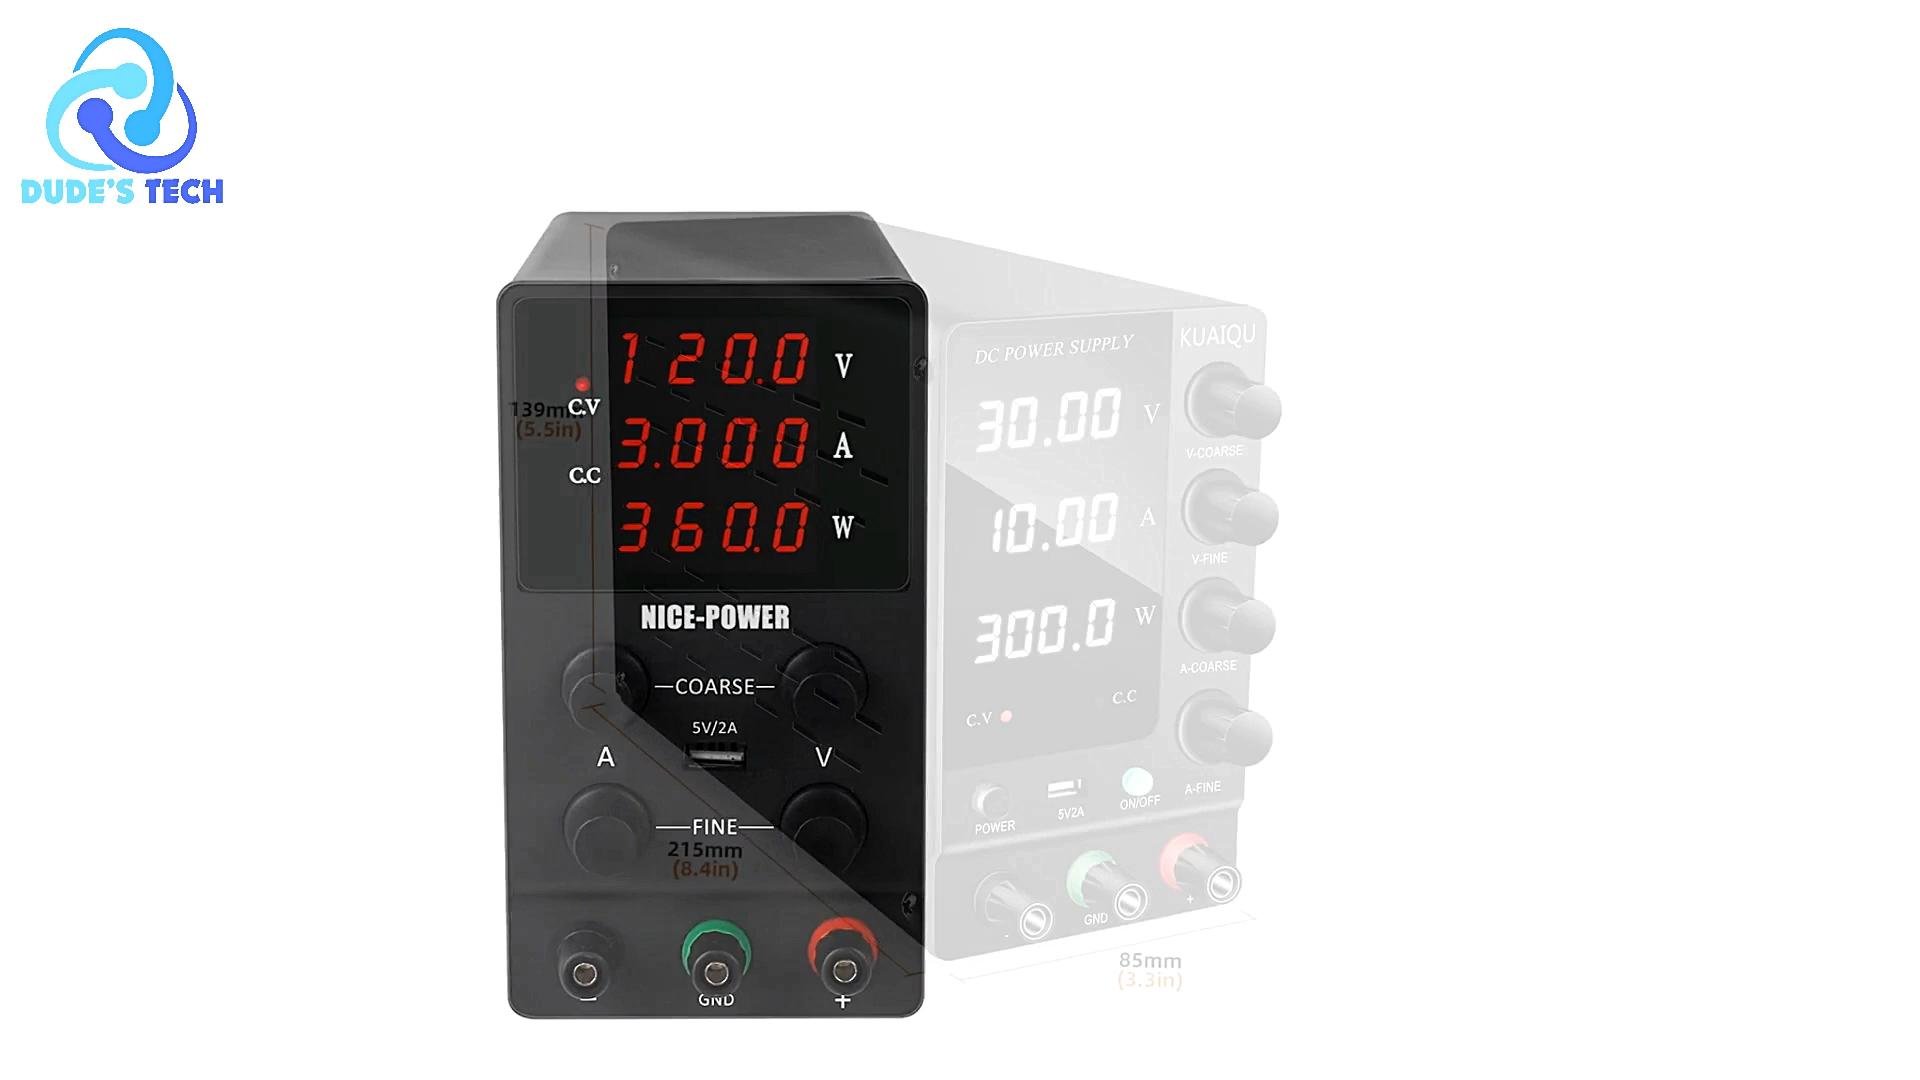 DUDE'S TECH
120.0 V
C.V
139mm
(5.5in)
3.000 A
C.C
360.0 W
NICE-POWER
COARSE
5V/2A
A
V
FINE
215mm
(8.4in)
−
GND
+
DC POWER SUPPLY
KUAIQU
30.00 V
V-COARSE
10.00 A
V-FINE
300.0 W
A-COARSE
C.C
C.V
A-FINE
ON/OFF
5V2A
POWER
-
GND
+
85mm
(3.3in)